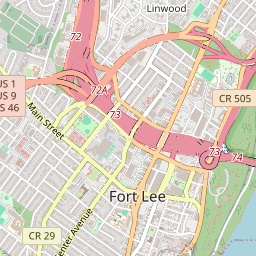 Linwood
72
US 1
US 9
US 46
72A
73
CR 505
Main Street
73
74
Fort Lee
CR 29
Center Avenue